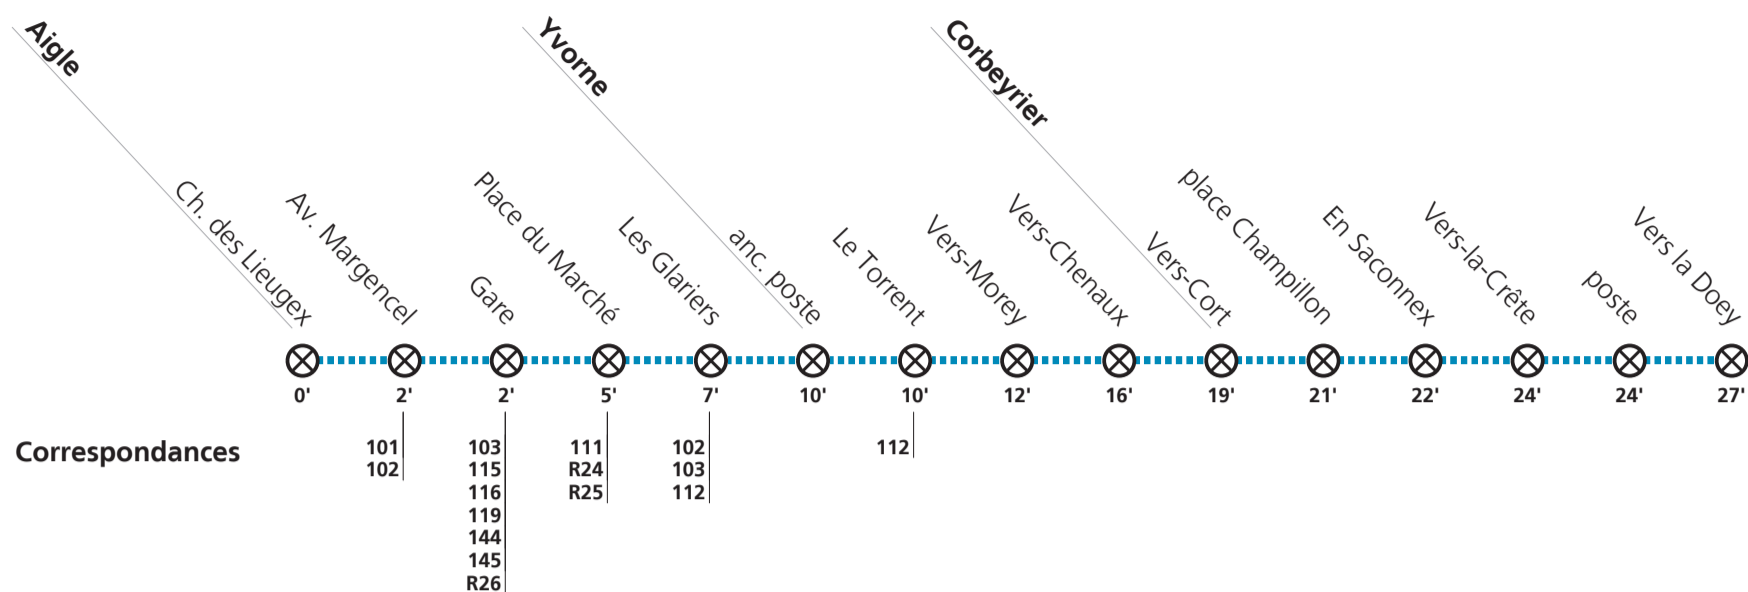 Aigle
Yvorne
Corbeyrier
Ch. des Lieugex
Av. Margencel
Gare
Place du Marché
Les Glariers
anc. poste
Le Torrent
Vers-Morey
Vers-Chenaux
Vers-Cort
place Champillon
En Saconnex
Vers-la-Crête
poste
Vers la Doey
0' 2' 2' 5' 7' 10' 10' 12' 16' 19' 21' 22' 24' 24' 27'
Correspondances
101
102
103
115
116
119
144
145
R26
111
R24
R25
102
103
112
112